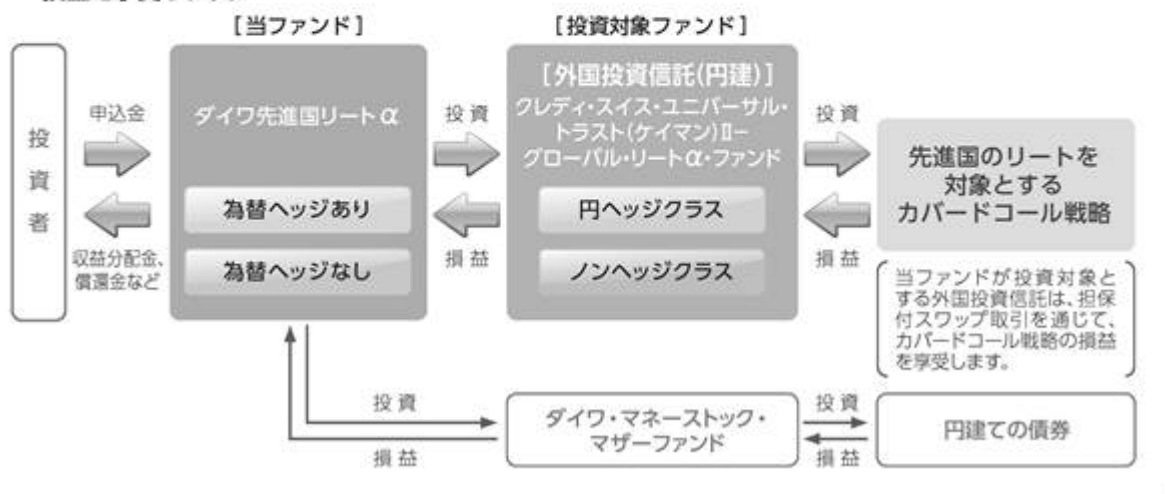 [当ファンド]
[投資対象ファンド]
投資者
申込金
収益分配金、
償還金など
ダイワ先進国リートα
為替ヘッジあり
為替ヘッジなし
投資
損益
[外国投資信託(円建)]
クレディ・スイス・ユニバーサル・
トラスト(ケイマン)Ⅱー
グローバル・リートα・ファンド
円ヘッジクラス
ノンヘッジクラス
投資
損益
先進国のリートを
対象とする
カバードコール戦略
当ファンドが投資対象と
する外国投資信託は、担保
付スワップ取引を通じて、
カバードコール戦略の損益
を享受します。
投資
損益
ダイワ・マネーストック・
マザーファンド
投資
損益
円建ての債券